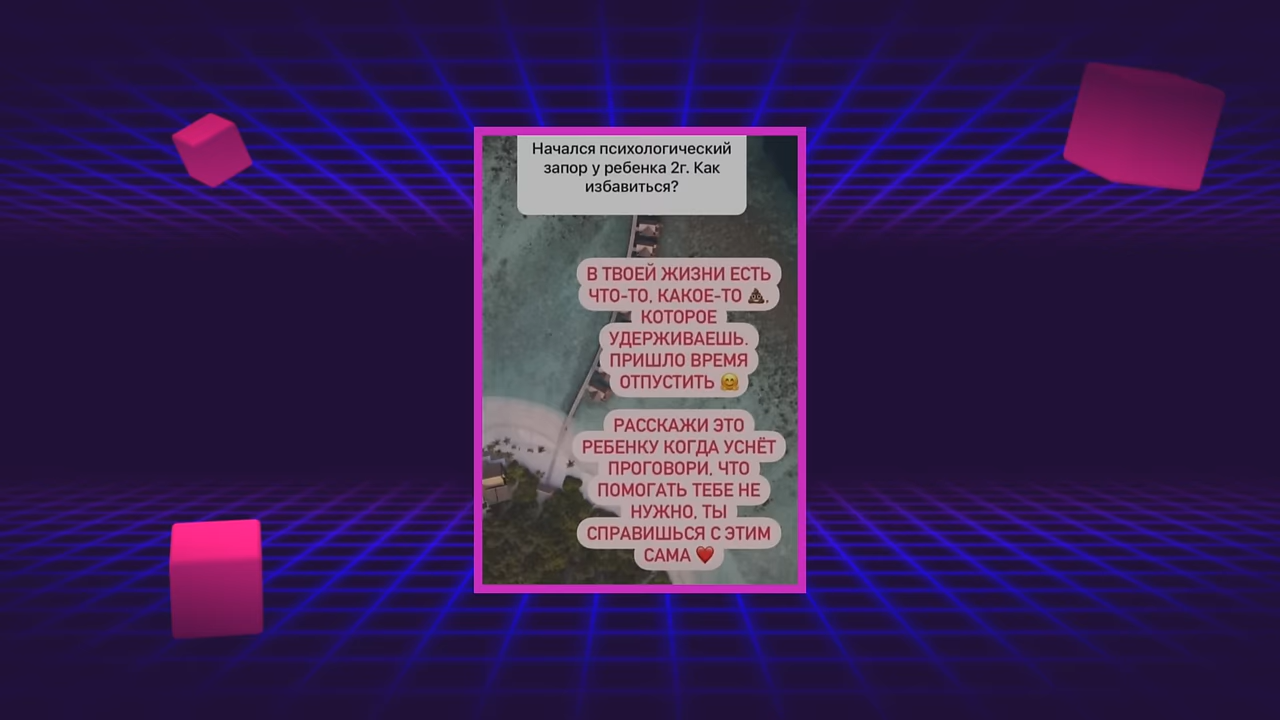 Начался психологический
запор у ребенка 2г. Как
избавиться?
В ТВОЕЙ ЖИЗНИ ЕСТЬ
ЧТО-ТО, КАКОЕ-ТО 💩,
КОТОРОЕ
УДЕРЖИВАЕШЬ.
ПРИШЛО ВРЕМЯ
ОТПУСТИТЬ 🤗
РАССКАЖИ ЭТО
РЕБЕНКУ КОГДА УСНЁТ
ПРОГОВОРИ, ЧТО
ПОМОГАТЬ ТЕБЕ НЕ
НУЖНО, ТЫ
СПРАВИШЬСЯ С ЭТИМ
САМА ❤️